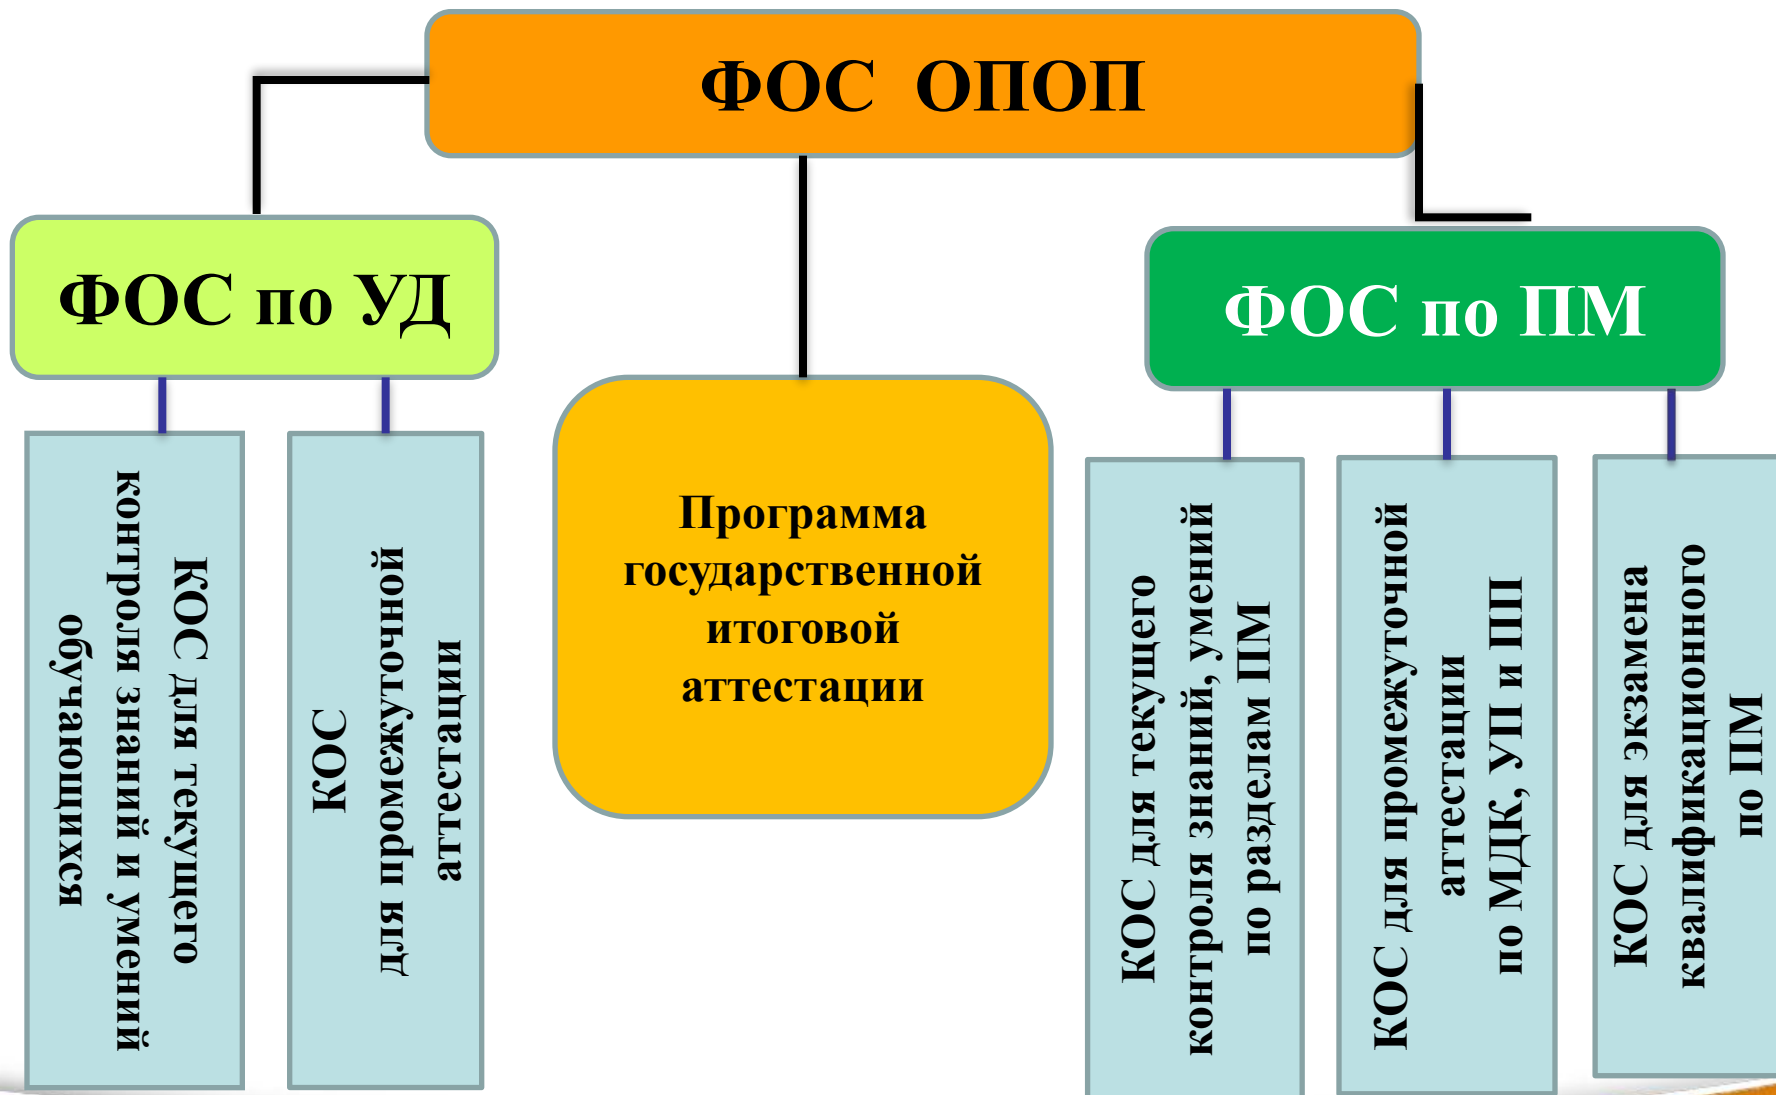 ФОС ОПОП
ФОС по УД
ФОС по ПМ
Программа
государственной
итоговой
аттестации
КОС для текущего
контроля знаний и умений
обучающихся
КОС
для промежуточной
аттестации
КОС для текущего
контроля знаний, умений
по разделам ПМ
КОС для промежуточной
аттестации
по МДК, УП и ПП
КОС для экзамена
квалификационного
по ПМ